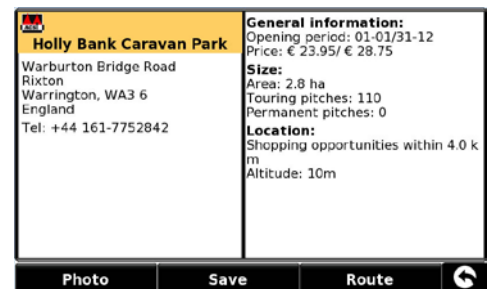 ACSI
Holly Bank Caravan Park
Warburton Bridge Road
Rixton
Warrington, WA3 6
England
Tel: +44 161-7752842
General information:
Opening period: 01-01/31-12
Price: € 23.95/ € 28.75
Size:
Area: 2.8 ha
Touring pitches: 110
Permanent pitches: 0
Location:
Shopping opportunities within 4.0 k
m
Altitude: 10m
Photo
Save
Route